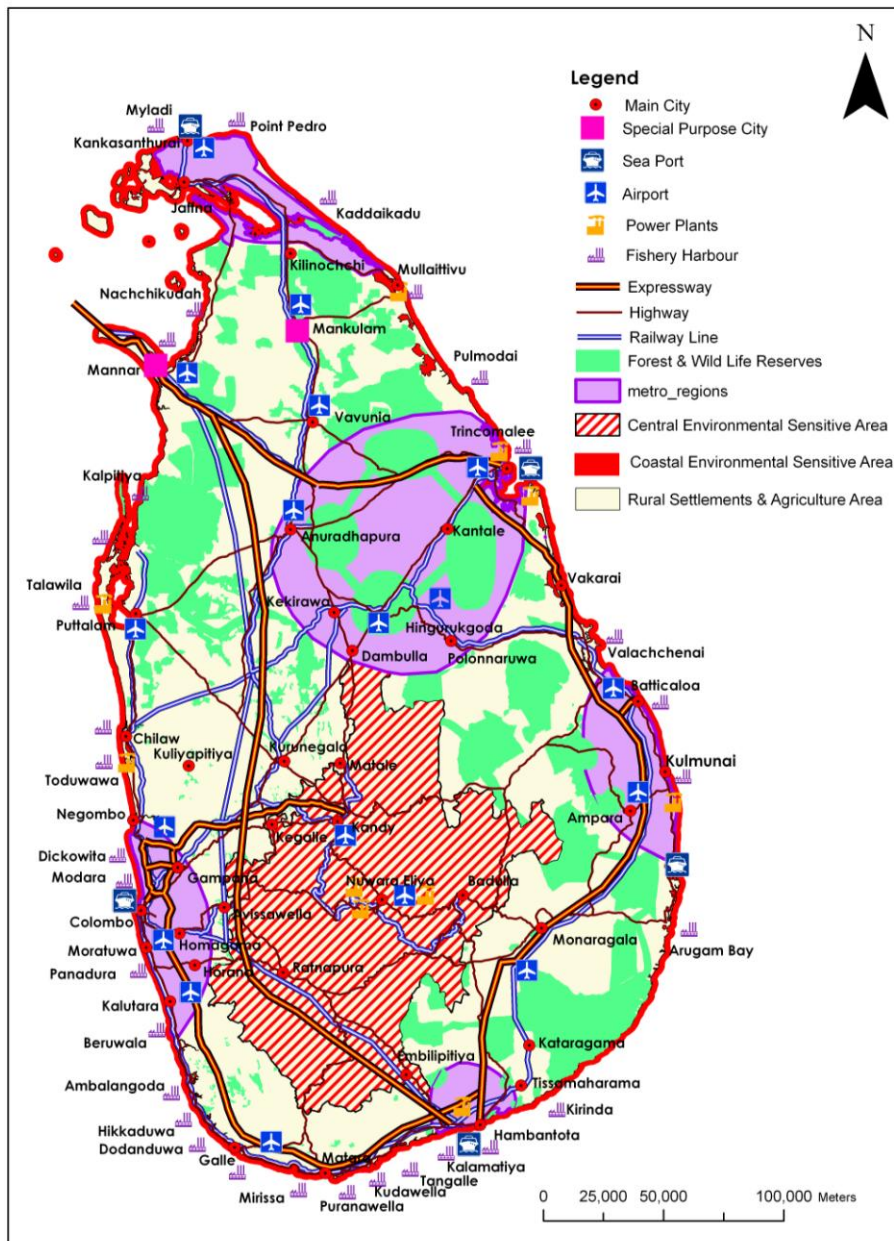 N
Legend
Main City
Special Purpose City
Sea Port
Airport
Power Plants
Fishery Harbour
Expressway
Highway
Railway Line
Forest & Wild Life Reserves
metro_regions
Central Environmental Sensitive Area
Coastal Environmental Sensitive Area
Rural Settlements & Agriculture Area
Myladi
Point Pedro
Kankasanthurai
Jaffna
Kaddaikadu
Kilinochchi
Mullaittivu
Nachchikudah
Mankulam
Pulmodai
Mannar
Vavunia
Trincomalee
Kalpitiya
Anuradhapura
Kantale
Vakarai
Talawila
Kekirawa
Puttalam
Hingurukgoda
Dambulla
Polonnaruwa
Valachchenai
Batticaloa
Chilaw
Kuliyapitiya
Kurunegala
Matale
Kulmunai
Toduwawa
Negombo
Kegalle
Kandy
Ampara
Dickowita
Gampaha
Modara
Nuwara Eliya
Badulla
Colombo
Avissawella
Monaragala
Arugam Bay
Moratuwa
Homagama
Panadura
Horana
Ratnapura
Kalutara
Beruwala
Kataragama
Embilipitiya
Ambalangoda
Tissomaharama
Kirinda
Hikkaduwa
Hambantota
Dodanduwa
Galle
Matara
Kalamatiya
Tangalle
Kudawella
Mirissa
Puranawella
0 25,000 50,000 100,000 Meters